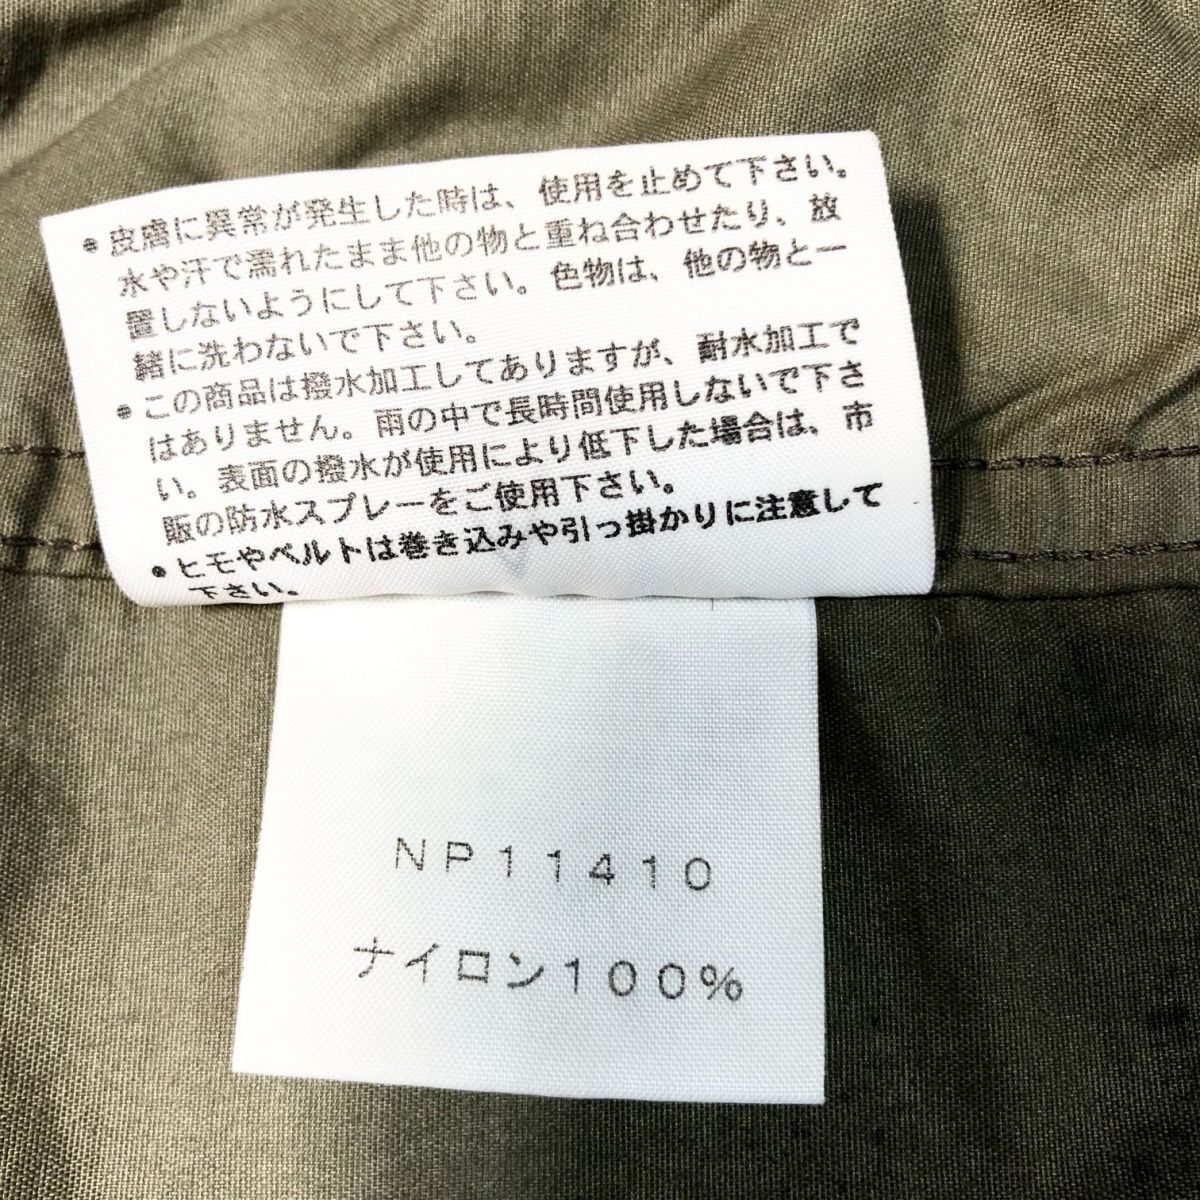 ● 皮膚に異常が発生した時は、使用を止めて下さい。
水や汗で濡れたまま他の物と重ね合わせたり、放
置しないようにして下さい。色物は、他の物と一
緒に洗わないで下さい。
● この商品は撥水加工してありますが、耐水加工で
はありません。雨の中で長時間使用しないで下さ
い。表面の撥水が使用により低下した場合は、市
販の防水スプレーをご使用下さい。
● ヒモやベルトは巻き込みや引っ掛かりに注意して
下さい。
NP11410
ナイロン100%